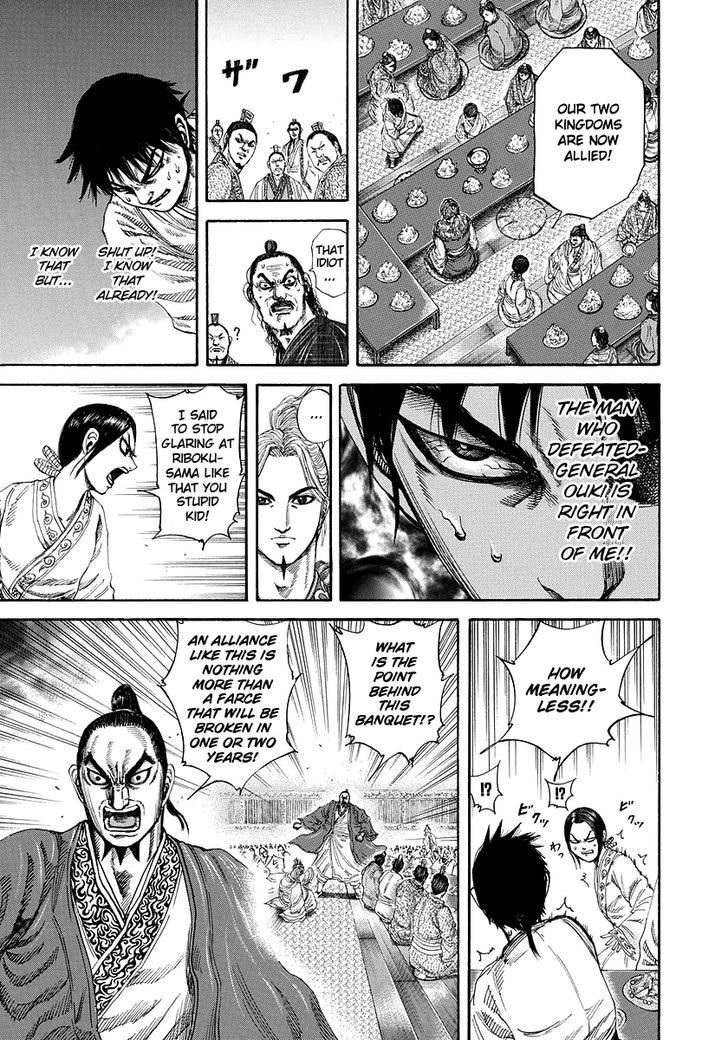 OUR TWO
KINGDOMS
ARE NOW
ALLIED!
ザワ
THAT
IDIOT
...
?
SHUT UP!
I KNOW
THAT
ALREADY!
I KNOW
THAT
BUT...
THE MAN
WHO
DEFEATED
GENERAL
OUKI IS
RIGHT IN
FRONT
OF ME!!
...
I SAID
TO STOP
GLARING AT
RIBOKU-
SAMA LIKE
THAT YOU
STUPID
KID!
HOW
MEANING-
LESS!!
!?
!?
ビクッ
ビクッ
わっ
WHAT
IS THE
POINT
BEHIND
THIS
BANQUET!?
AN ALLIANCE
LIKE THIS IS
NOTHING
MORE THAN
A FARCE
THAT WILL BE
BROKEN IN
ONE OR TWO
YEARS!